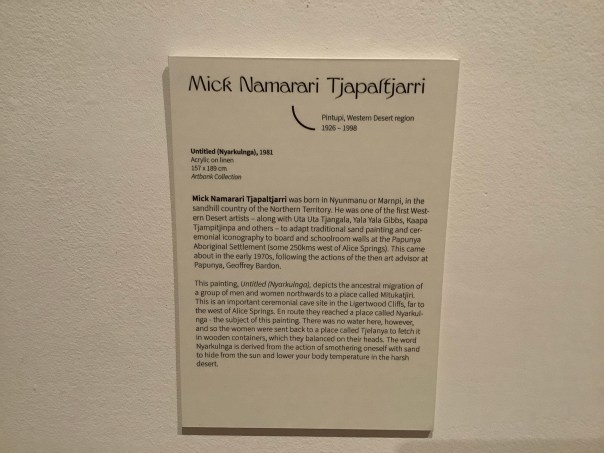 Mick Namarari Tjapaltjarri
Pintupi, Western Desert region
1926 – 1998
Untitled (Nyarkulnga), 1981
Acrylic on linen
157 x 189 cm
Artbank Collection
Mick Namarari Tjapaltjarri was born in Nyunmanu or Marnpi, in the
sandhill country of the Northern Territory. He was one of the first West-
ern Desert artists – along with Uta Uta Tjangala, Yala Yala Gibbs, Kaapa
Tjampitjinpa and others – to adapt traditional sand painting and cer-
emonial iconography to board and schoolroom walls at the Papunya
Aboriginal Settlement (some 250kms west of Alice Springs). This came
about in the early 1970s, following the actions of the then art advisor at
Papunya, Geoffrey Bardon.
This painting, Untitled (Nyarkulnga), depicts the ancestral migration of
a group of men and women northwards to a place called Mitukatjiri.
This is an important ceremonial cave site in the Ligertwood Cliffs, far to
the west of Alice Springs. En route they reached a place called Nyarkul-
nga - the subject of this painting. There was no water here, however,
and so the women were sent back to a place called Tjelanya to fetch it
in wooden containers, which they balanced on their heads. The word
Nyarkulnga is derived from the action of smothering oneself with sand
to hide from the sun and lower your body temperature in the harsh
desert.